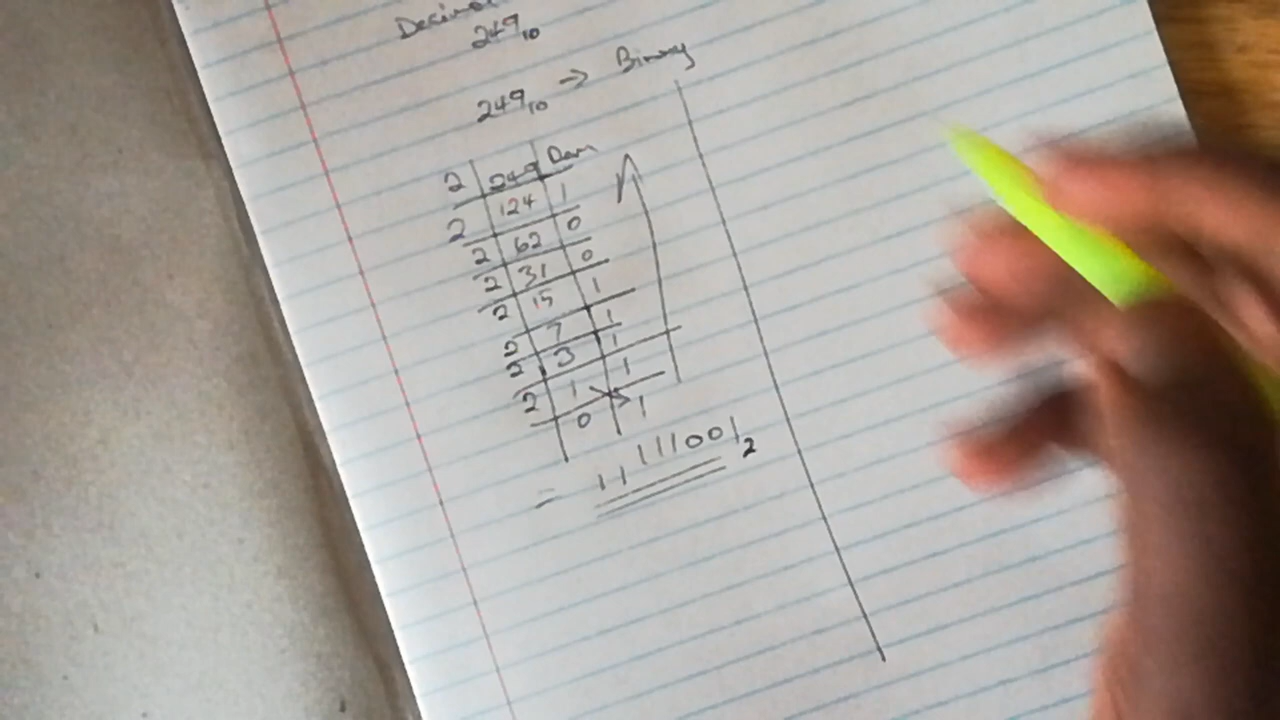 Decimal
249₁₀
249₁₀ → Binary
2 249 Rem
124 1
2 62 0
2 31 0
2 15 1
2 7 1
2 3 1
2 1 1
2 0 1
= 11111001₂